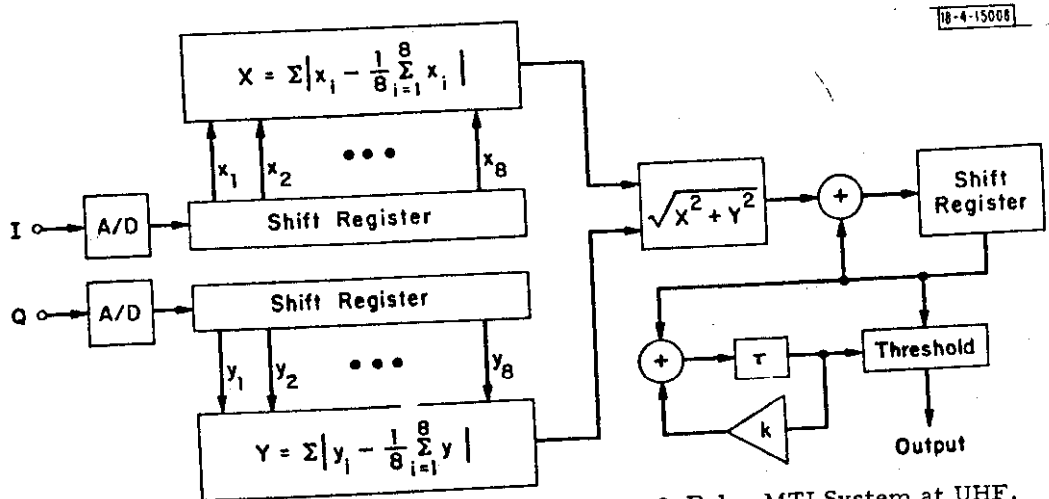 18-4-15008
X = Σ|x_i − 1/8 Σ_{i=1}^{8} x_i|
x_1 x_2 ••• x_8
I A/D Shift Register
Q A/D Shift Register
y_1 y_2 ••• y_8
Y = Σ|y_i − 1/8 Σ_{i=1}^{8} y|
√X² + Y²
+
Shift Register
+
τ
Threshold
k
Output
MTI System at UHF.